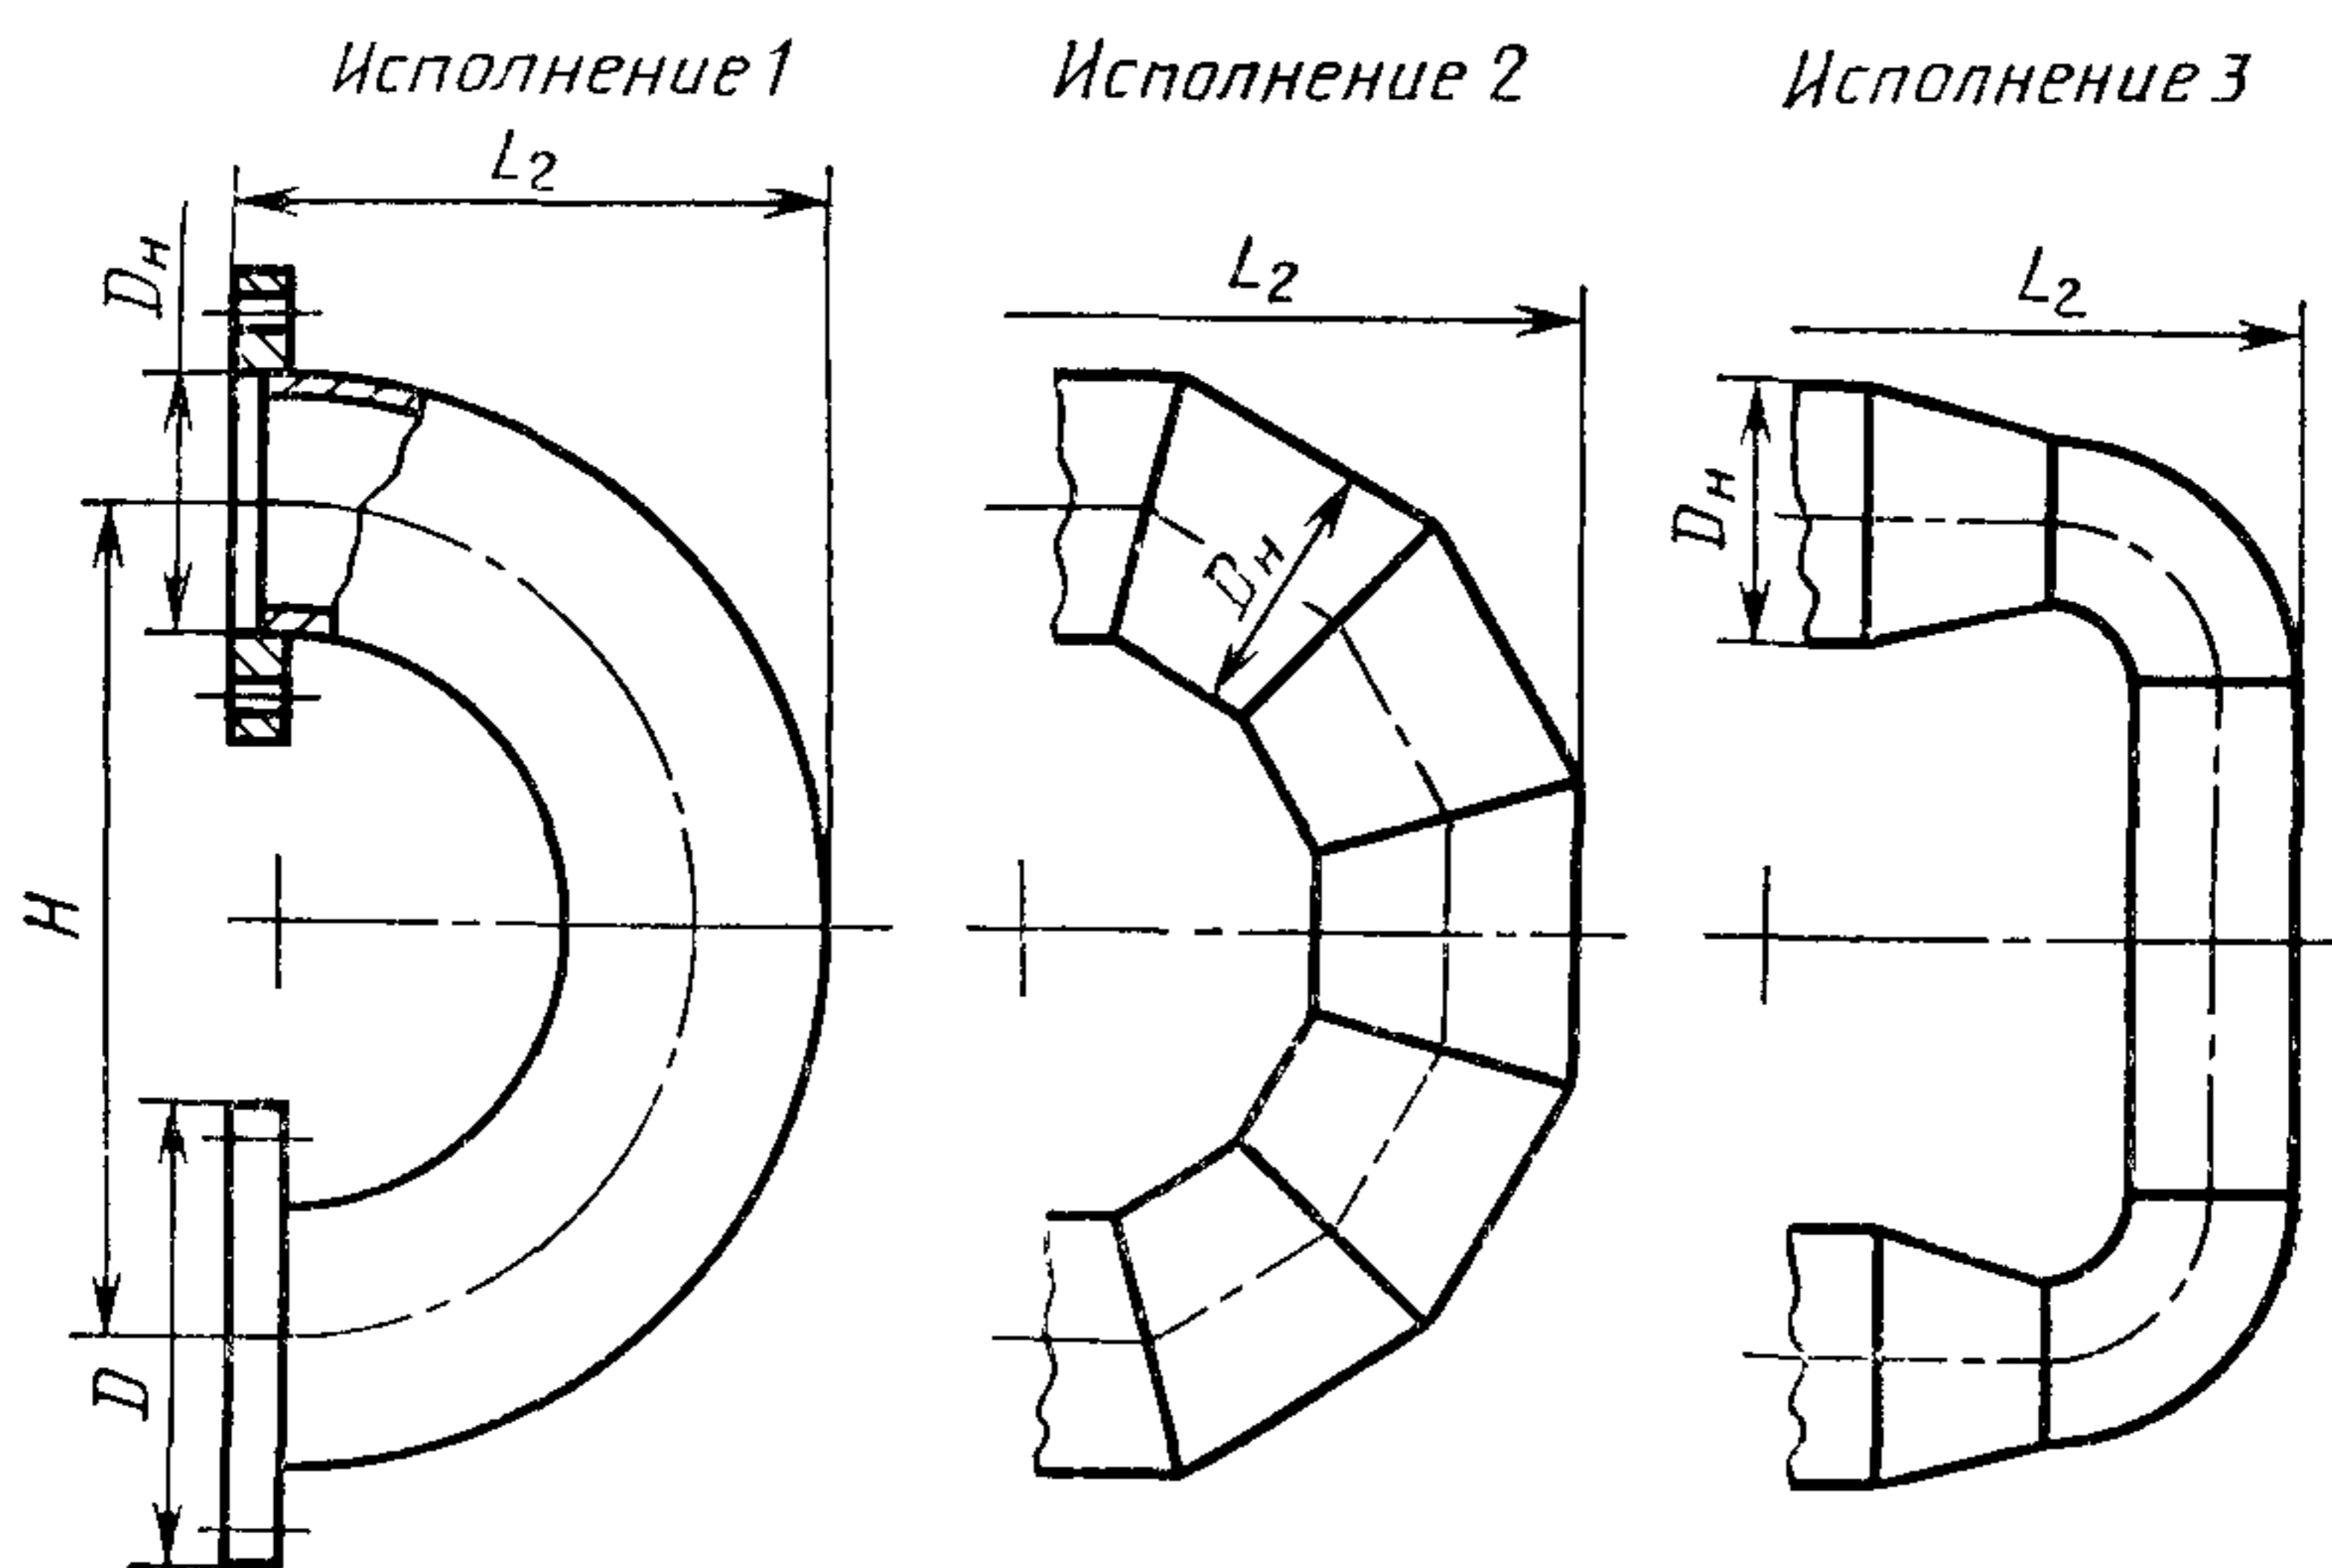 Исполнение 1
Исполнение 2
Исполнение 3
L2
Dн
L2
Dн
L2
Dн
H
D